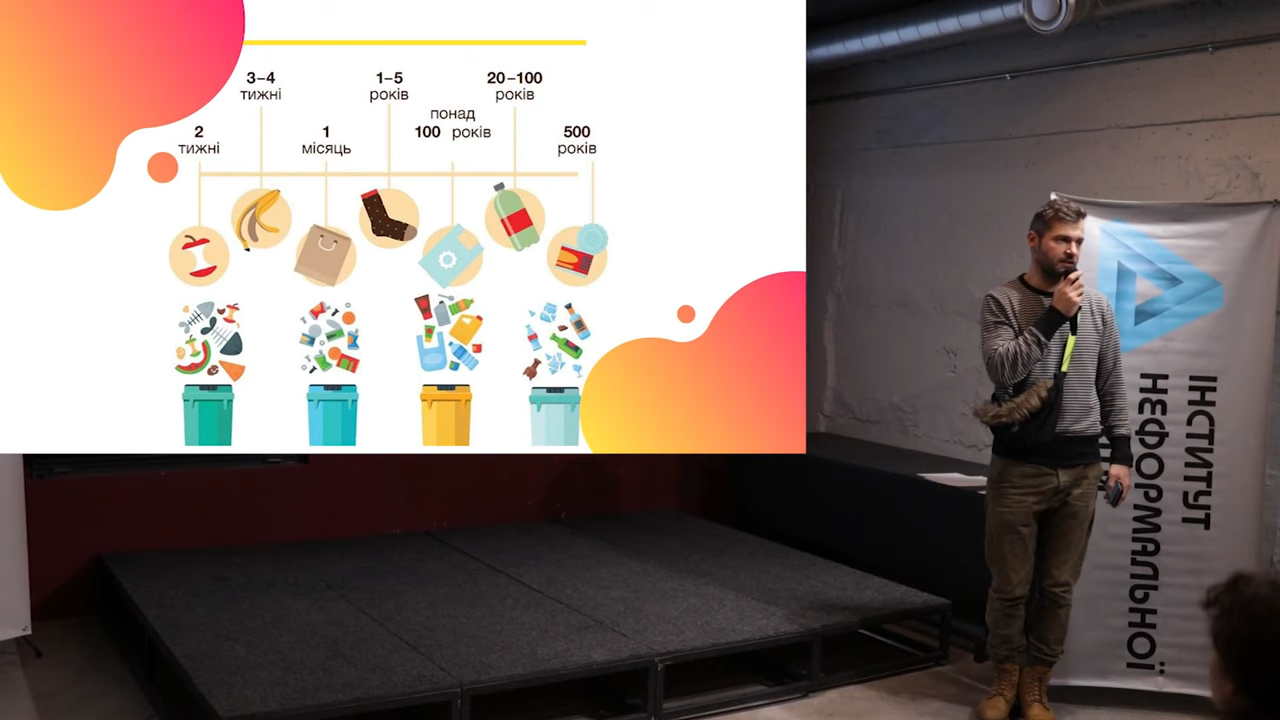 3–4
тижні
1–5
років
20–100
років
понад
100 років
2
тижні
1
місяць
500
років
ІНСТИТУТ
НЕФОРМАЛЬНОЇ